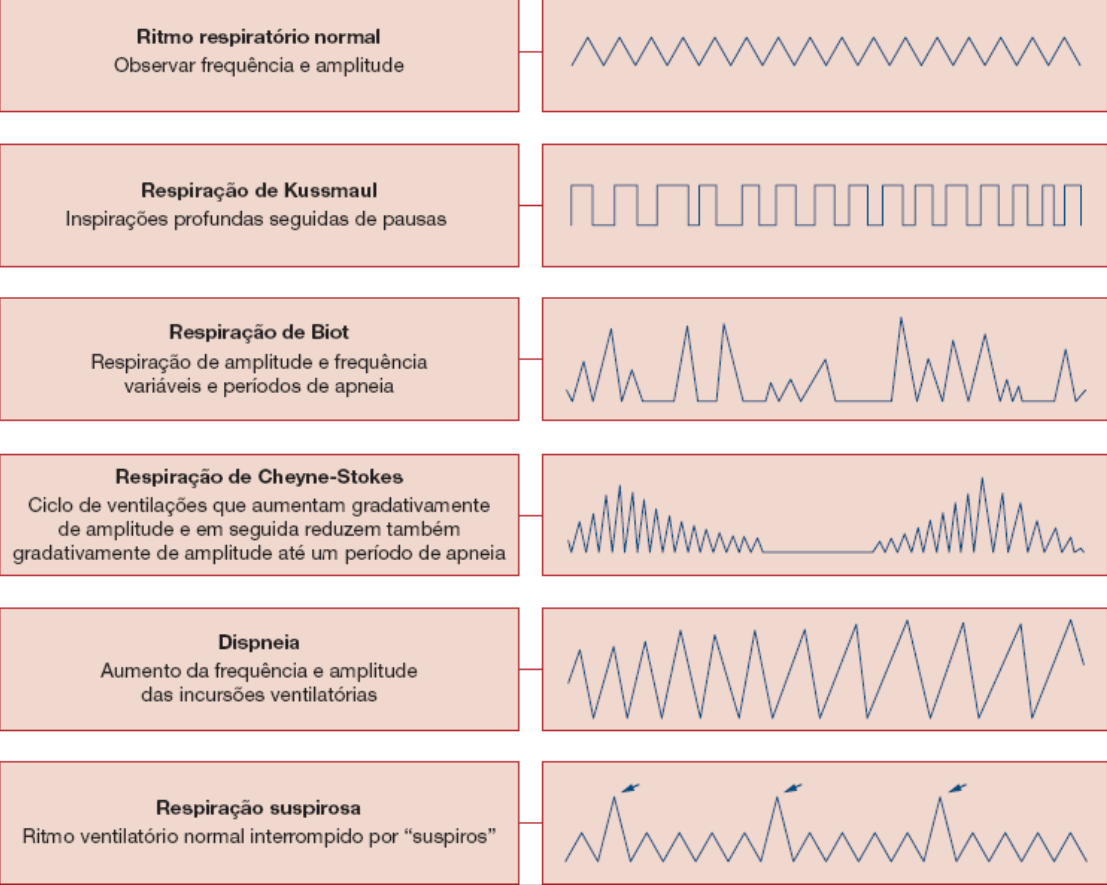 Ritmo respiratório normal
Observar frequência e amplitude
Respiração de Kussmaul
Inspirações profundas seguidas de pausas
Respiração de Biot
Respiração de amplitude e frequência
variáveis e períodos de apneia
Respiração de Cheyne-Stokes
Ciclo de ventilações que aumentam gradativamente
de amplitude e em seguida reduzem também
gradativamente de amplitude até um período de apneia
Dispneia
Aumento da frequência e amplitude
das incursões ventilatórias
Respiração suspirosa
Ritmo ventilatório normal interrompido por “suspiros”